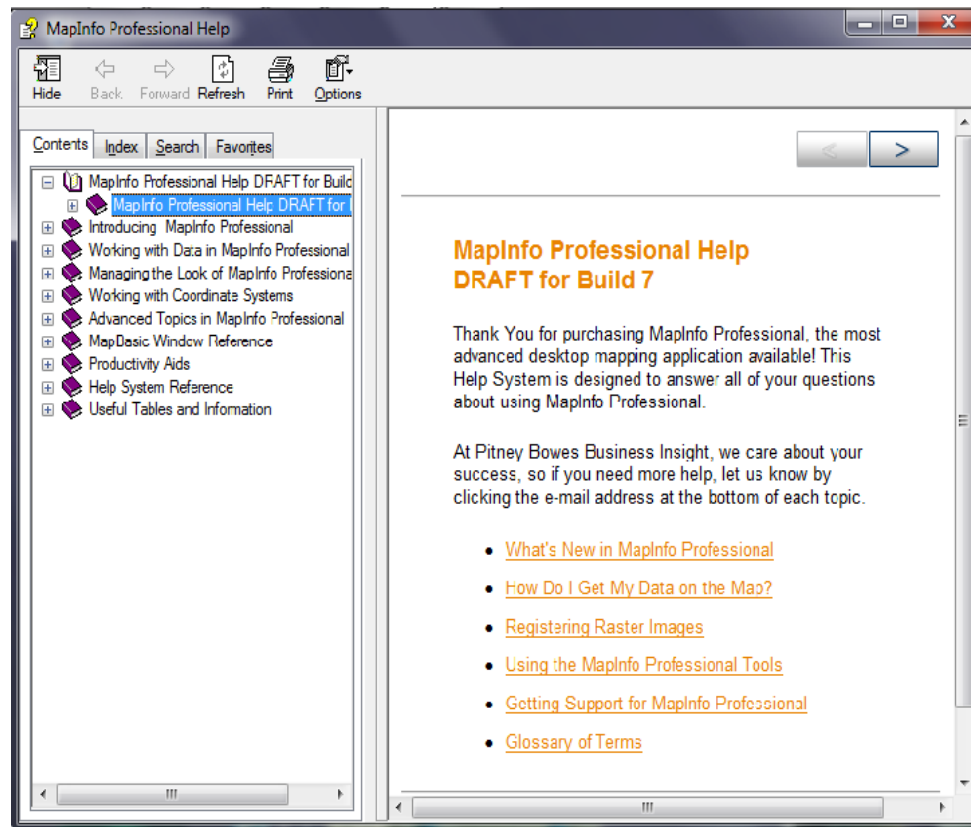 MapInfo Professional Help
Hide Back Forward Refresh Print Options
Contents Index Search Favorites
MapInfo Professional Help DRAFT for Build
MapInfo Professional Help DRAFT for
Introducing MapInfo Professional
Working with Data in MapInfo Professional
Managing the Look of MapInfo Professiona
Working with Coordinate Systems
Advanced Topics in MapInfo Professional
MapBasic Window Reference
Productivity Aids
Help System Reference
Useful Tables and Information
< >
MapInfo Professional Help
DRAFT for Build 7
Thank You for purchasing MapInfo Professional, the most
advanced desktop mapping application available! This
Help System is designed to answer all of your questions
about using MapInfo Professional.
At Pitney Bowes Business Insight, we care about your
success, so if you need more help, let us know by
clicking the e-mail address at the bottom of each topic.
• What's New in MapInfo Professional
• How Do I Get My Data on the Map?
• Registering Raster Images
• Using the MapInfo Professional Tools
• Getting Support for MapInfo Professional
• Glossary of Terms